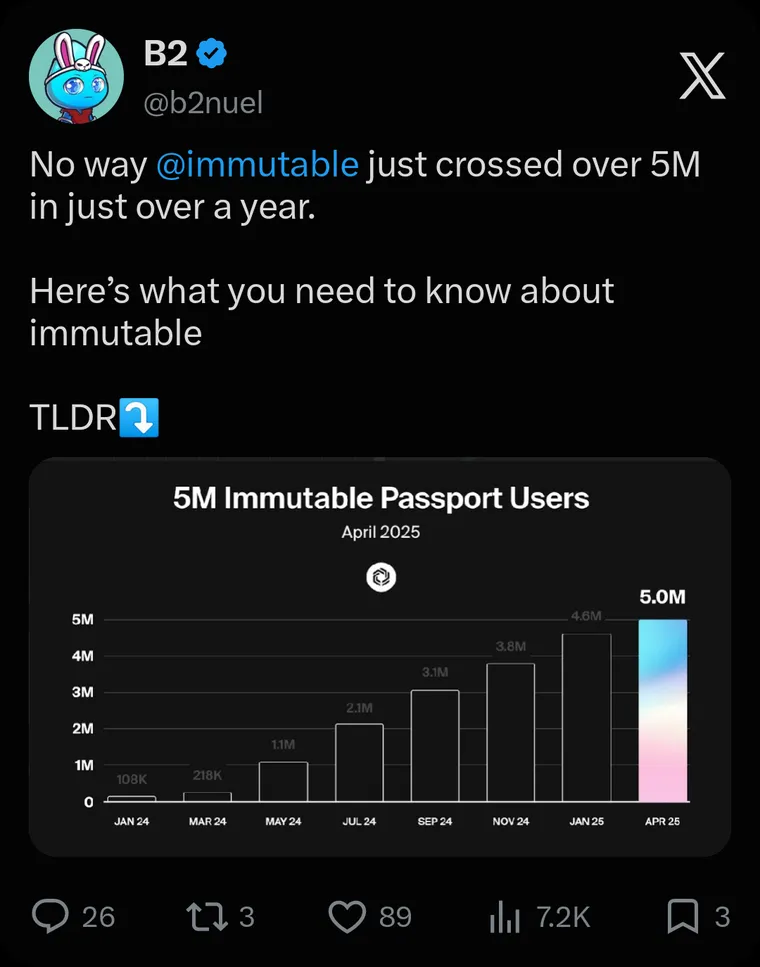 B2
@b2nuel
No way @immutable just crossed over 5M
in just over a year.
Here’s what you need to know about
immutable
TLDR⤵️
5M Immutable Passport Users
April 2025
5.0M
4.6M
3.8M
3.1M
2.1M
1.1M
218K
108K
5M
4M
3M
2M
1M
0
JAN 24 MAR 24 MAY 24 JUL 24 SEP 24 NOV 24 JAN 25 APR 25
26 3 89 7.2K 3